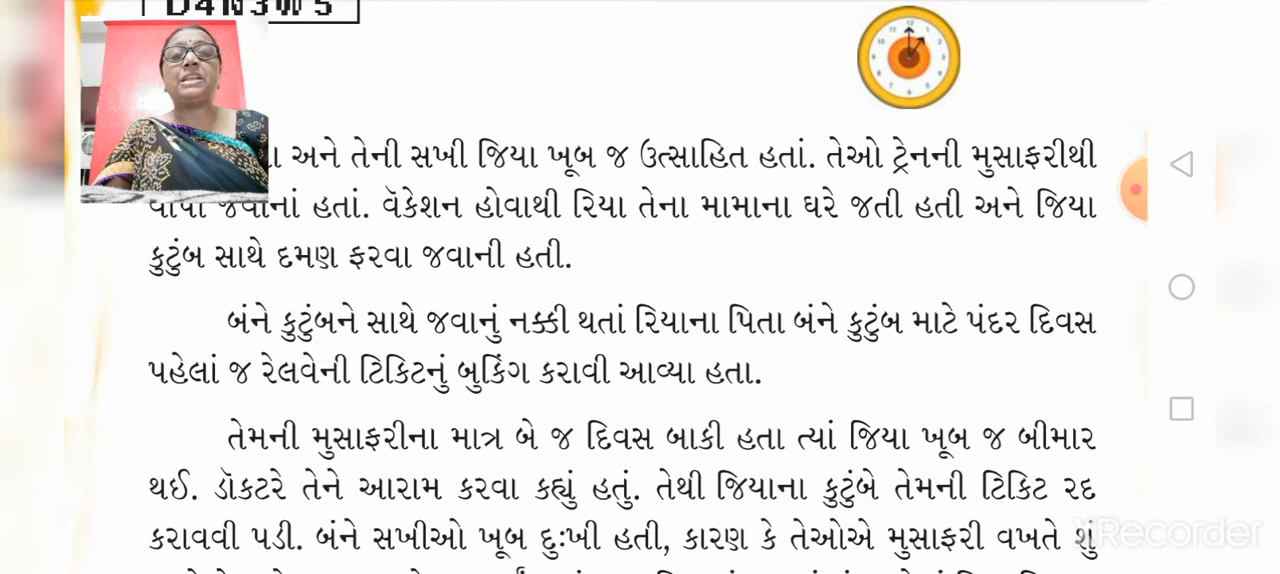 D4N3W5
અને તેની સખી જિયા ખૂબ જ ઉત્સાહિત હતાં. તેઓ ટ્રેનની મુસાફરીથી
જવાનાં હતાં. વૅકેશન હોવાથી રિયા તેના મામાના ઘરે જતી હતી અને જિયા
કુટુંબ સાથે દમણ ફરવા જવાની હતી.
બંને કુટુંબને સાથે જવાનું નક્કી થતાં રિયાના પિતા બંને કુટુંબ માટે પંદર દિવસ
પહેલાં જ રેલવેની ટિકિટનું બુકિંગ કરાવી આવ્યા હતા.
તેમની મુસાફરીના માત્ર બે જ દિવસ બાકી હતા ત્યાં જિયા ખૂબ જ બીમાર
થઈ. ડૉકટરે તેને આરામ કરવા કહ્યું હતું. તેથી જિયાના કુટુંબે તેમની ટિકિટ રદ
કરાવવી પડી. બંને સખીઓ ખૂબ દુઃખી હતી, કારણ કે તેઓએ મુસાફરી વખતે શું
XRecorder